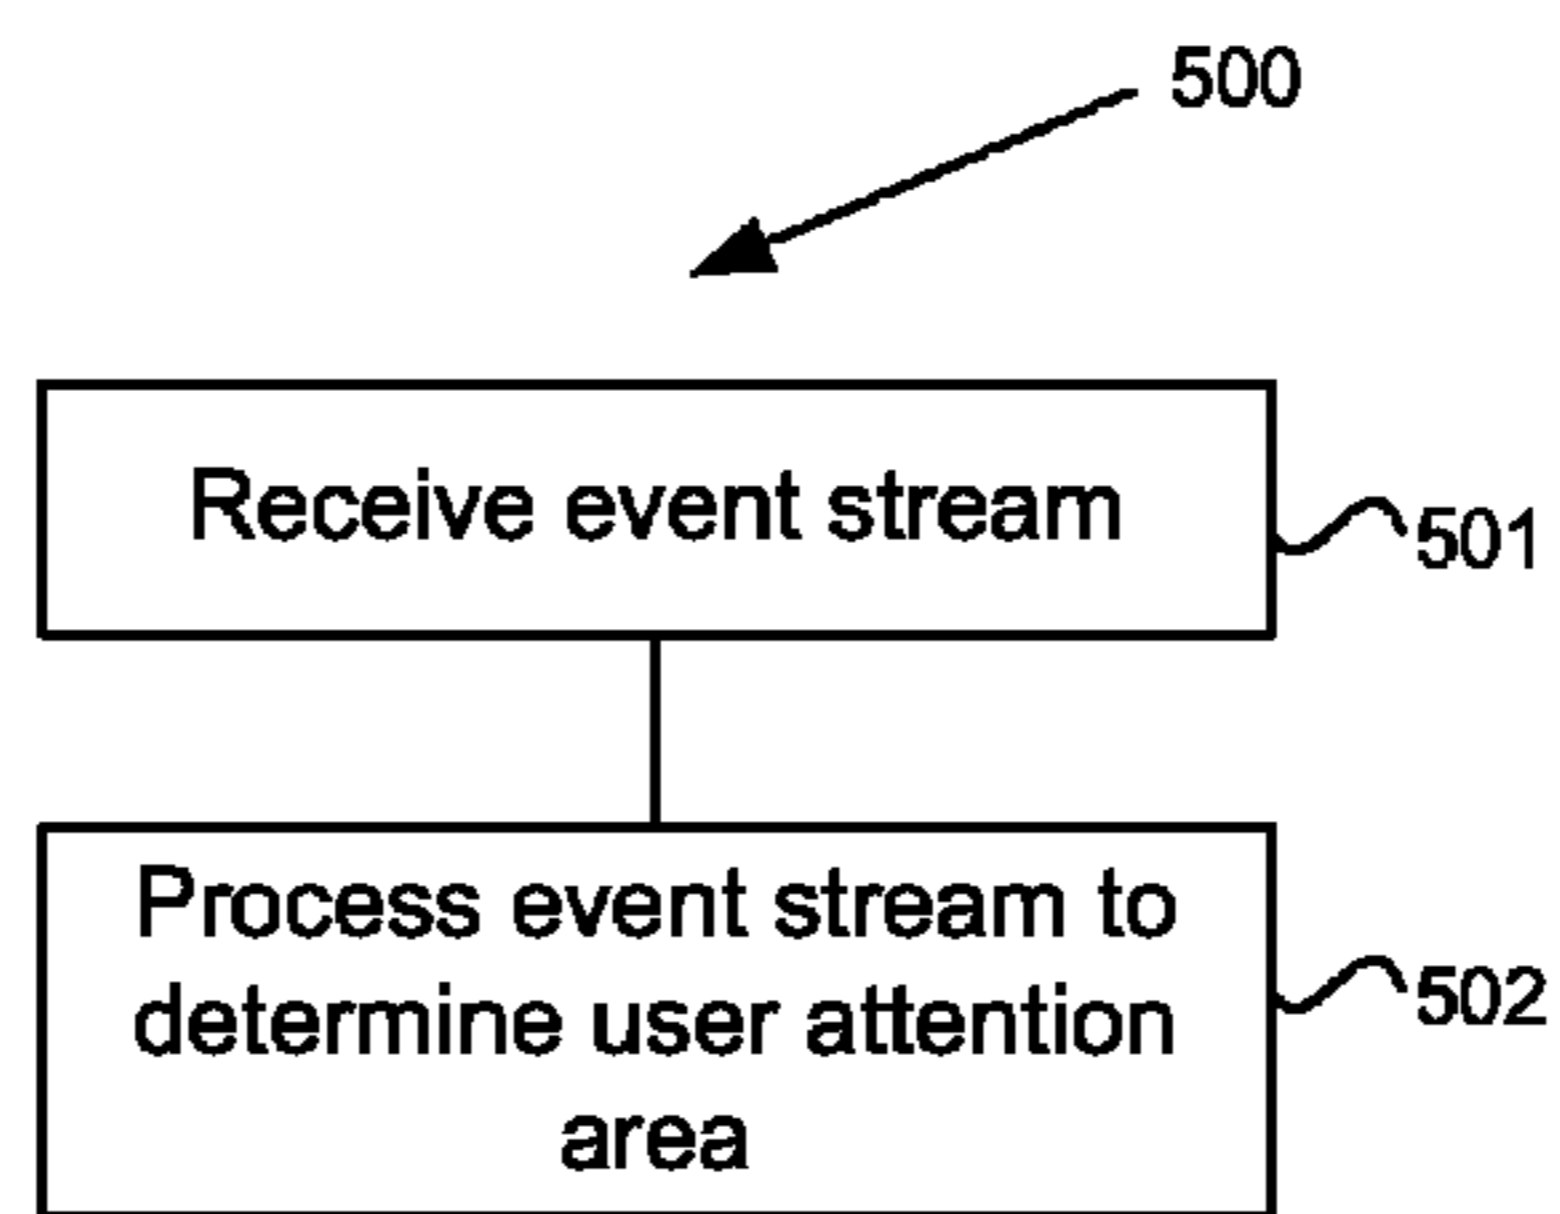 500
Receive event stream
501
Process event stream to
determine user attention
area
502